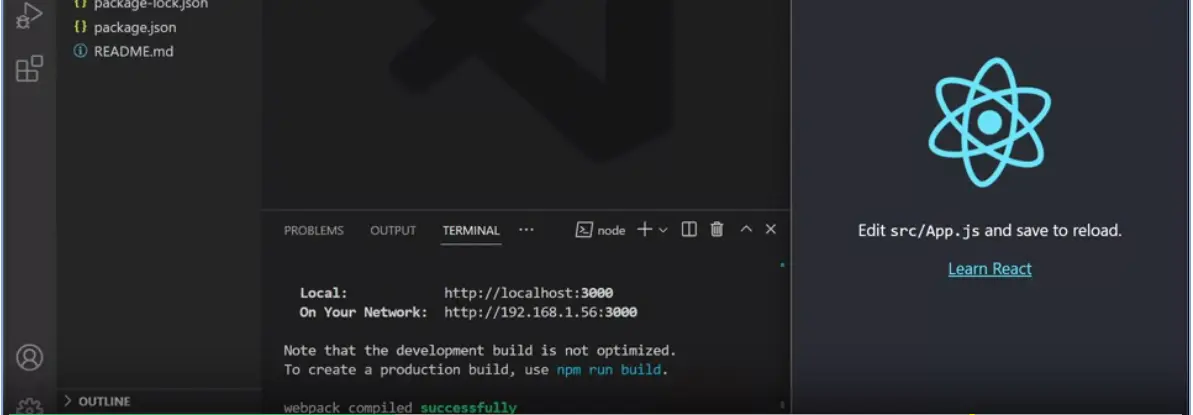 package-lock.json
{} package.json
README.md
PROBLEMS OUTPUT TERMINAL ··· node
Local: http://localhost:3000
On Your Network: http://192.168.1.56:3000
Note that the development build is not optimized.
To create a production build, use npm run build.
webpack compiled successfully
OUTLINE
Edit src/App.js and save to reload.
Learn React